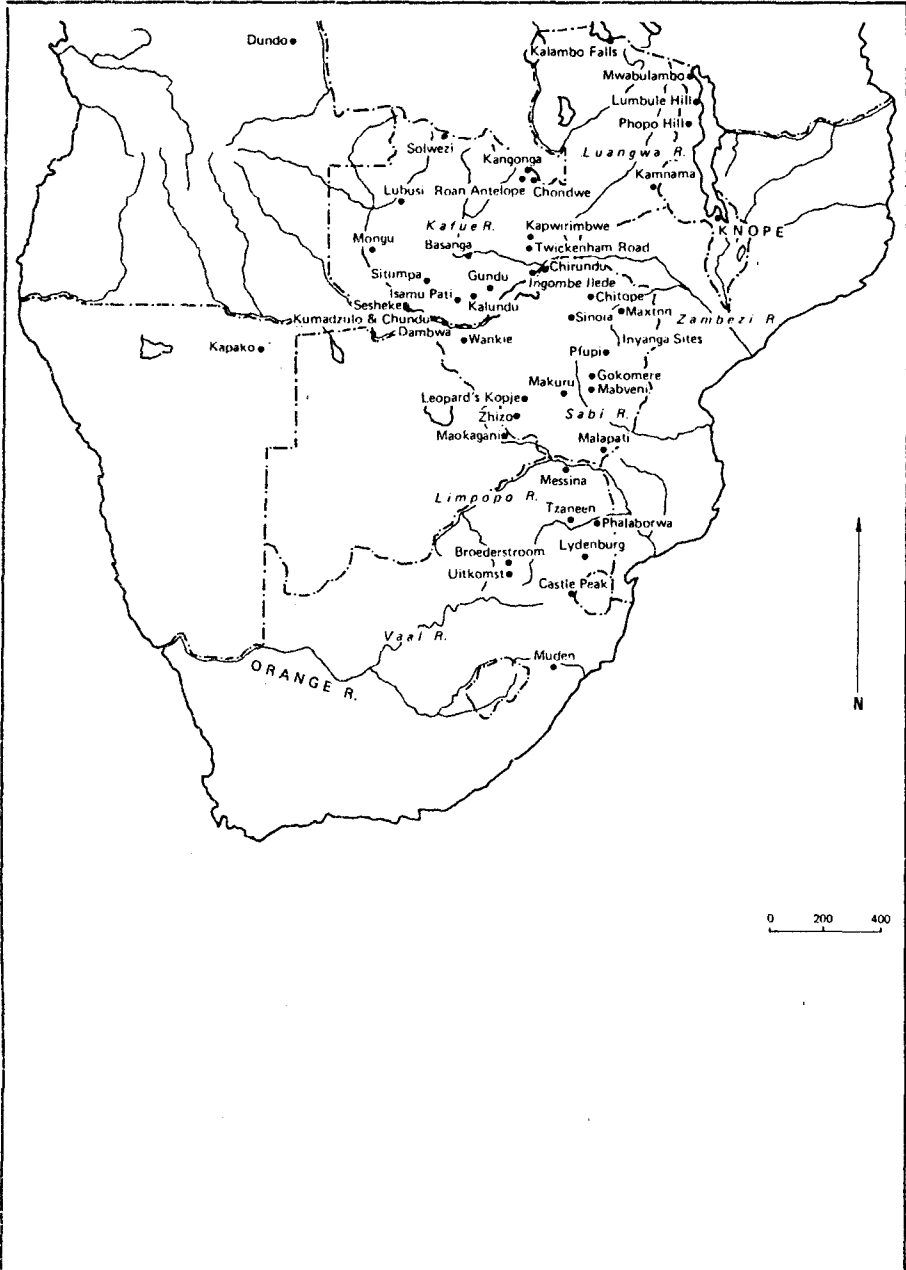 Dundo
Kalambo Falls
Mwabulambo
Lumbule Hill
Phopo Hill
Solwezi
Luangwa R.
Kangonga
Kamnama
Lubusi
Roan Antelope
Chondwe
Kafue R.
Kapwirimbwe
KNOPE
Mongu
Basanga
Twickenham Road
Chirundu
Situmpa
Gundu
Ingombe Ilede
Isamu Pati
Kalundu
Chitope
Sesheke
Maxton
Kumadzulo & Chundu
Sinoia
Zambezi R
Dambwa
Wankie
Inyanga Sites
Kapako
Pfupi
Gokomere
Makuru
Mabveni
Leopard's Kopje
Zhizo
Sabi R.
Maokagani
Malapati
Messina
Limpopo R.
Tzaneen
Phalaborwa
Broederstroom
Lydenburg
Uitkomst
Castle Peak
Vaal R.
Muden
ORANGE R.
N
0 200 400